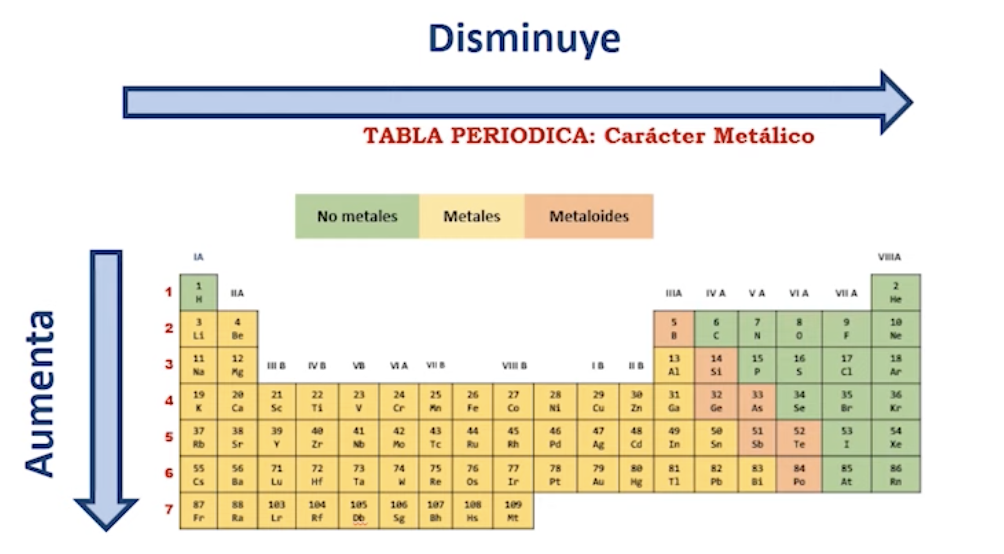 Disminuye
TABLA PERIODICA: Carácter Metálico
No metales Metales Metaloides
Aumenta
IA VIIIA
1 1 IIA IIIA IV A V A VI A VII A 2
H He
2 3 4 5 6 7 8 9 10
Li Be B C N O F Ne
3 11 12 III B IV B VB VI A VII B VIII B I B II B 13 14 15 16 17 18
Na Mg Al Si P S Cl Ar
4 19 20 21 22 23 24 25 26 27 28 29 30 31 32 33 34 35 36
K Ca Sc Ti V Cr Mn Fe Co Ni Cu Zn Ga Ge As Se Br Kr
5 37 38 39 40 41 42 43 44 45 46 47 48 49 50 51 52 53 54
Rb Sr Y Zr Nb Mo Tc Ru Rh Pd Ag Cd In Sn Sb Te I Xe
6 55 56 71 72 73 74 75 76 77 78 79 80 81 82 83 84 85 86
Cs Ba Lu Hf Ta W Re Os Ir Pt Au Hg Tl Pb Bi Po At Rn
7 87 88 103 104 105 106 107 108 109
Fr Ra Lr Rf Db Sg Bh Hs Mt